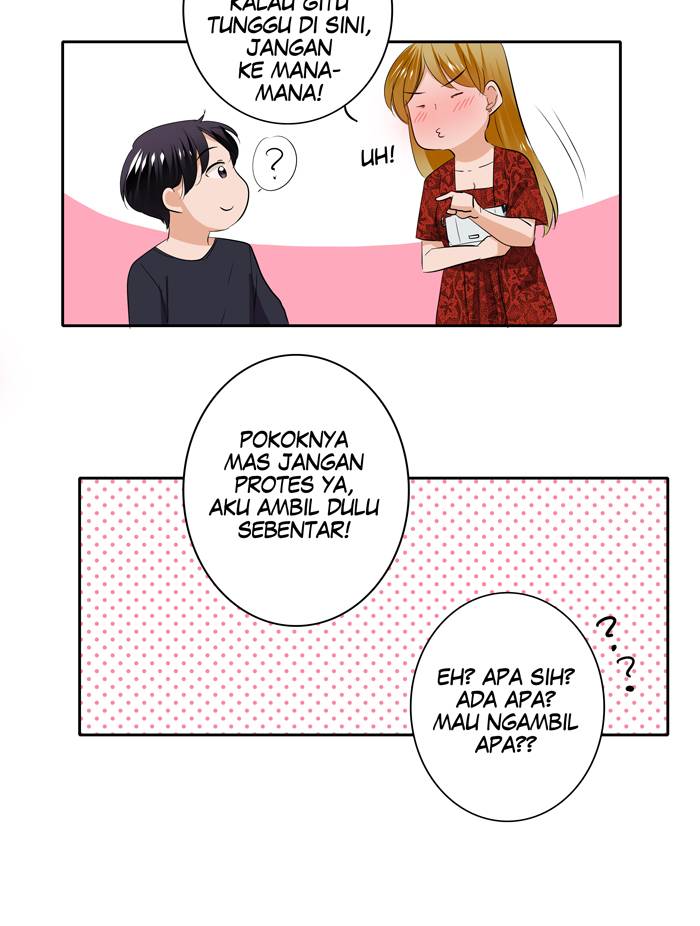 KALAU GITU
TUNGGU DI SINI,
JANGAN
KE MANA-
MANA!
?
UH!
POKOKNYA
MAS JANGAN
PROTES YA,
AKU AMBIL DULU
SEBENTAR!
??
EH? APA SIH?
ADA APA?
MAU NGAMBIL
APA??